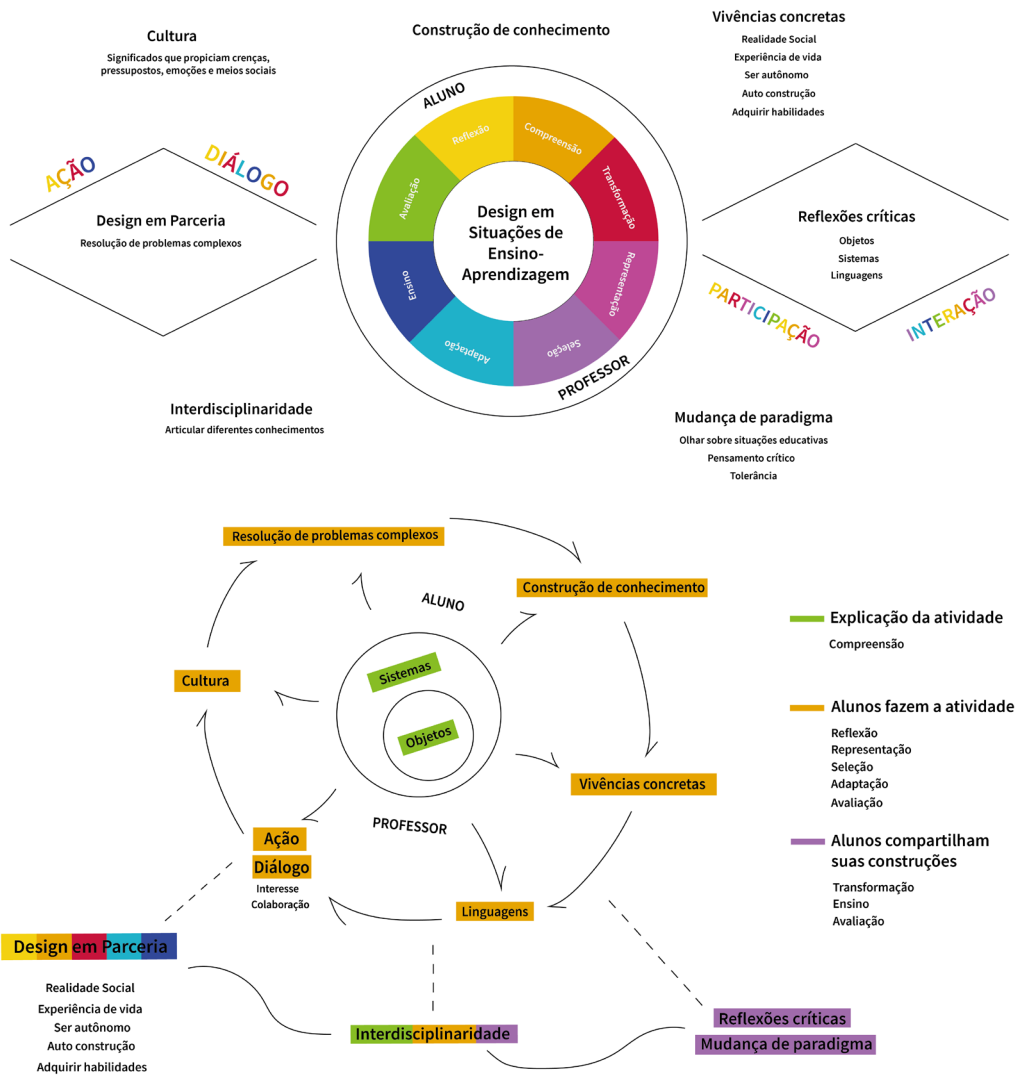 Cultura
Significados que propiciam crenças,
pressupostos, emoções e meios sociais
AÇÃO
DIÁLOGO
Design em Parceria
Resolução de problemas complexos
Interdisciplinaridade
Articular diferentes conhecimentos
Construção de conhecimento
ALUNO
Reflexão
Compreensão
Transformação
Representação
Seleção
Adaptação
Ensino
Avaliação
Design em
Situações de
Ensino-
Aprendizagem
PROFESSOR
Vivências concretas
Realidade Social
Experiência de vida
Ser autônomo
Auto construção
Adquirir habilidades
Reflexões críticas
Objetos
Sistemas
Linguagens
PARTICIPAÇÃO
INTERAÇÃO
Mudança de paradigma
Olhar sobre situações educativas
Pensamento crítico
Tolerância
Resolução de problemas complexos
Construção de conhecimento
ALUNO
Sistemas
Objetos
Cultura
Vivências concretas
PROFESSOR
Ação
Diálogo
Interesse
Colaboração
Linguagens
Design em Parceria
Realidade Social
Experiência de vida
Ser autônomo
Auto construção
Adquirir habilidades
Interdisciplinaridade
Reflexões críticas
Mudança de paradigma
Explicação da atividade
Compreensão
Alunos fazem a atividade
Reflexão
Representação
Seleção
Adaptação
Avaliação
Alunos compartilham
suas construções
Transformação
Ensino
Avaliação